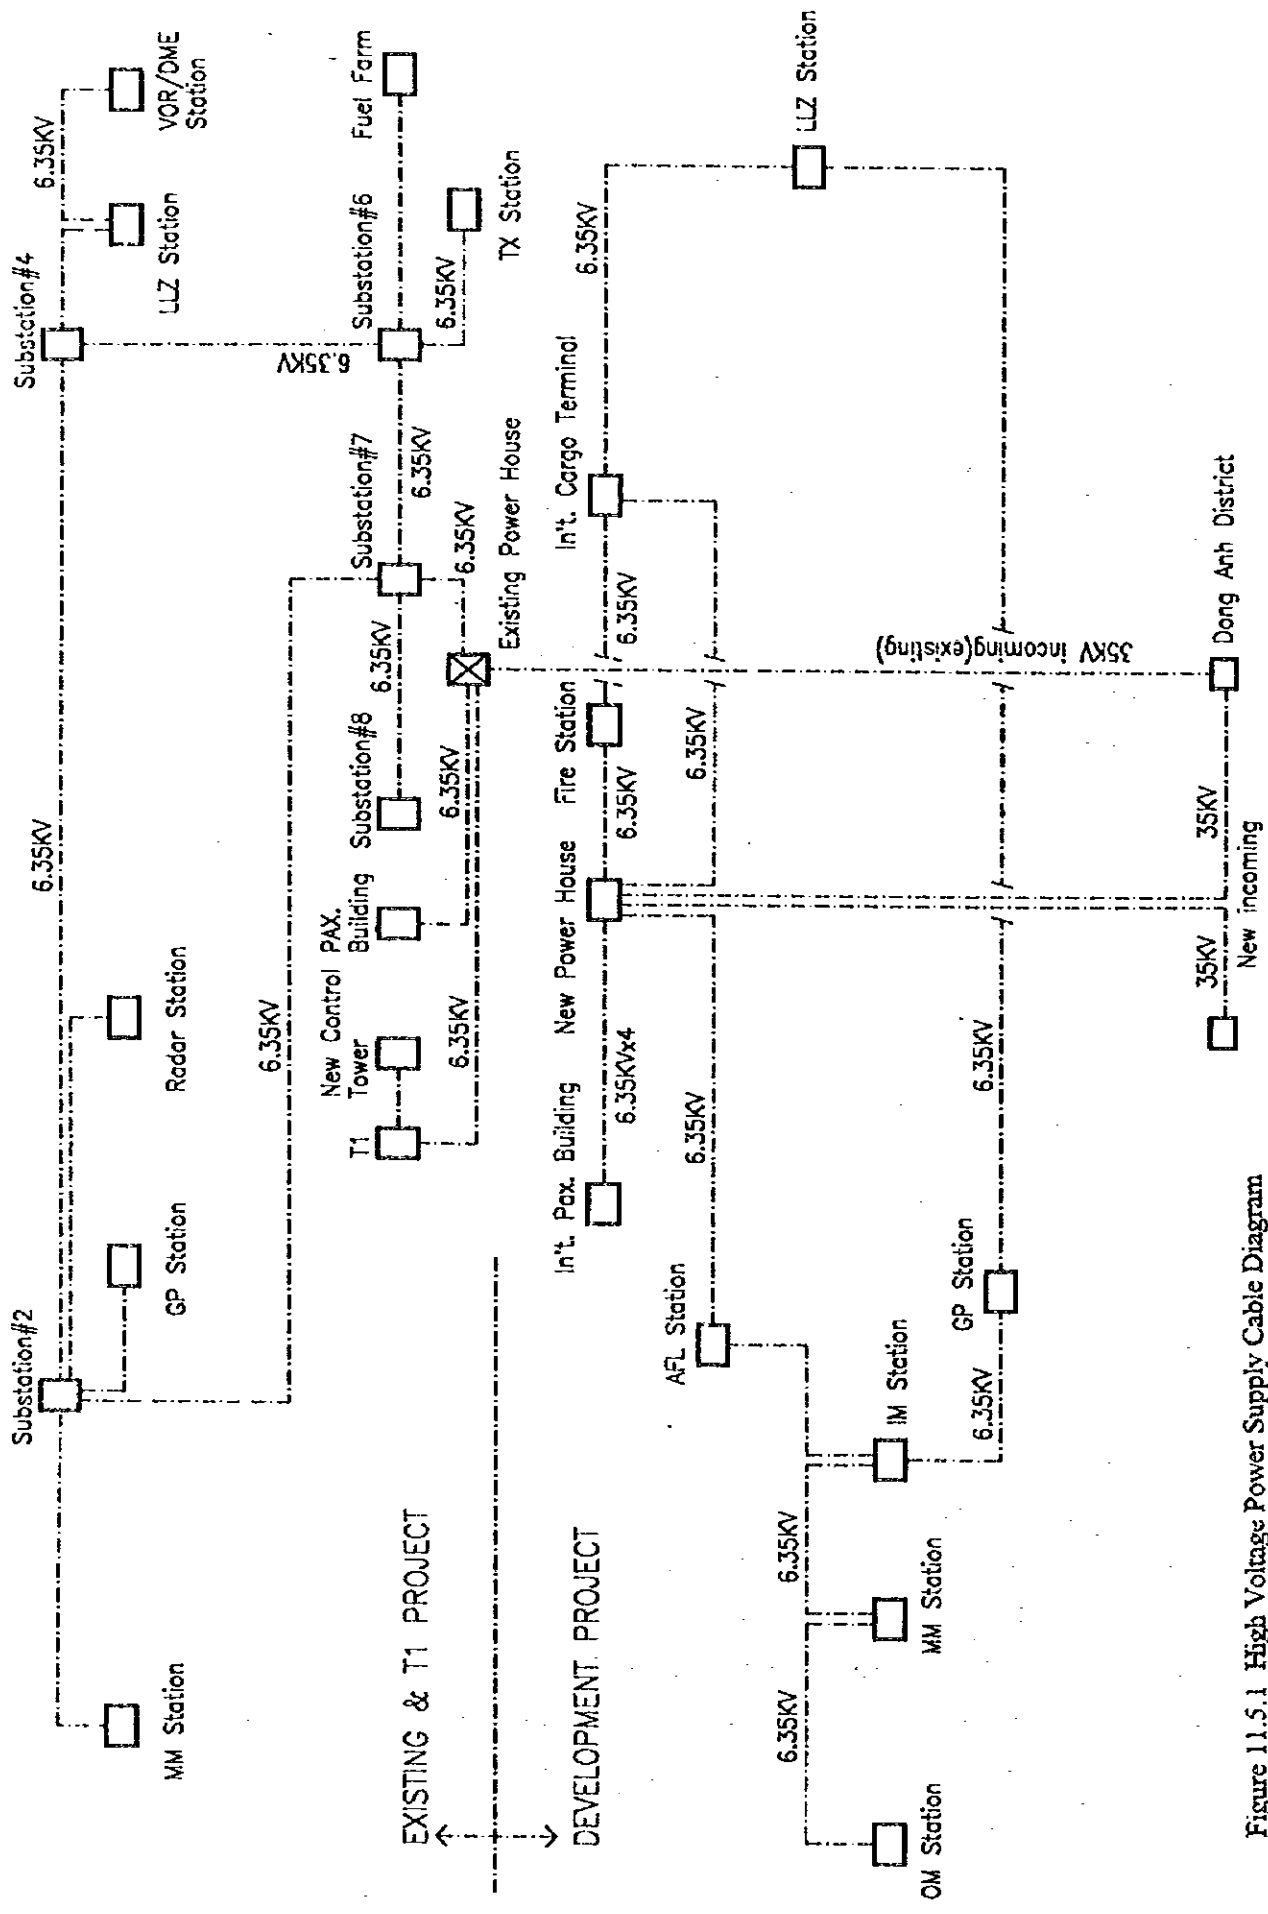 Substation#2
MM Station
GP Station
Radar Station
6.35KV
Substation#4
LLZ Station
6.35KV
VOR/DME
Station
6.35KV
6.35KV
T1
New Control
Tower
PAX.
Building
Substation#8
6.35KV
Substation#7
6.35KV
Substation#6
Fuel Farm
6.35KV
TX Station
6.35KV
6.35KV
6.35KV
Existing Power House
EXISTING & T1 PROJECT
DEVELOPMENT PROJECT
In't. Pax. Building
6.35KVx4
New Power House
6.35KV
Fire Station
6.35KV
In't. Cargo Terminal
6.35KV
6.35KV
6.35KV
AFL Station
LLZ Station
6.35KV
6.35KV
OM Station
MM Station
IM Station
35KV incoming(existing)
6.35KV
GP Station
6.35KV
35KV
35KV
New incoming
Dong Anh District
Figure 11.5.1 High Voltage Power Supply Cable Diagram